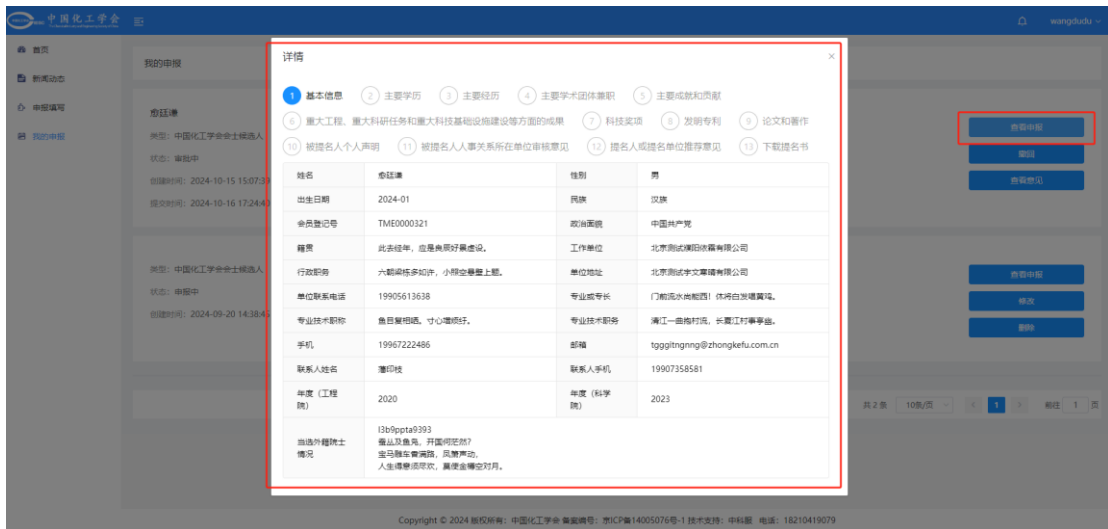 中国化工学会
wangdudu
首页
新闻动态
申报填写
我的申报
我的申报
详情
×
1 基本信息 2 主要学历 3 主要经历 4 主要学术团体兼职 5 主要成就和贡献
6 重大工程、重大科研任务和重大科技基础设施建设等方面的成果 7 科技奖项 8 发明专利 9 论文和著作
10 被提名人个人声明 11 被提名人人事关系所在单位审核意见 12 提名人或提名单位推荐意见 13 下载提名书
类型：中国化工学会会士候选人
状态：审批中
创建时间：2024-10-15 15:07:3
提交时间：2024-10-16 17:24:4
查看申报
撤回
查看意见
类型：中国化工学会会士候选人
状态：申报中
创建时间：2024-09-20 14:38:4
查看申报
修改
删除
姓名 愈廷谦 性别 男
出生日期 2024-01 民族 汉族
会员登记号 TME0000321 政治面貌 中国共产党
籍贯 此去经年，应是良辰好景虚设。 工作单位 北京测试濮阳依霜有限公司
行政职务 六朝梁栋多如许，小照空悬壁上题。 单位地址 北京测试宇文覃晴有限公司
单位联系电话 19905613638 专业或专长 门前流水尚能西！休将白发唱黄鸡。
专业技术职称 鱼目复相晒。寸心增烦纡。 专业技术职务 清江一曲抱村流，长夏江村事事幽。
手机 19967222486 邮箱 tgggitngnng@zhongkefu.com.cn
联系人姓名 潘印枝 联系人手机 19907358581
年度（工程院） 2020 年度（科学院） 2023
当选外籍院士情况
l3b9ppta9393
蚕丛及鱼凫，开国何茫然？
宝马雕车香满路，凤箫声动，
人生得意须尽欢，莫使金樽空对月。
共 2 条 10条/页 1 前往 1 页
Copyright © 2024 版权所有：中国化工学会 备案编号：京ICP备14005076号-1 技术支持：中科服 电话：18210419079